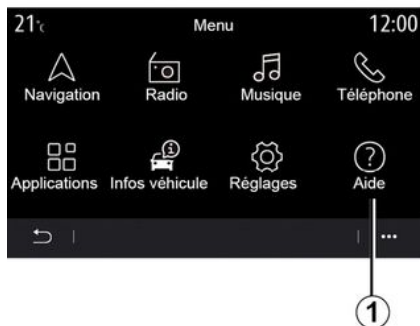 21°c Menu 12:00
Navigation Radio Musique Téléphone
Applications Infos véhicule Réglages Aide
1